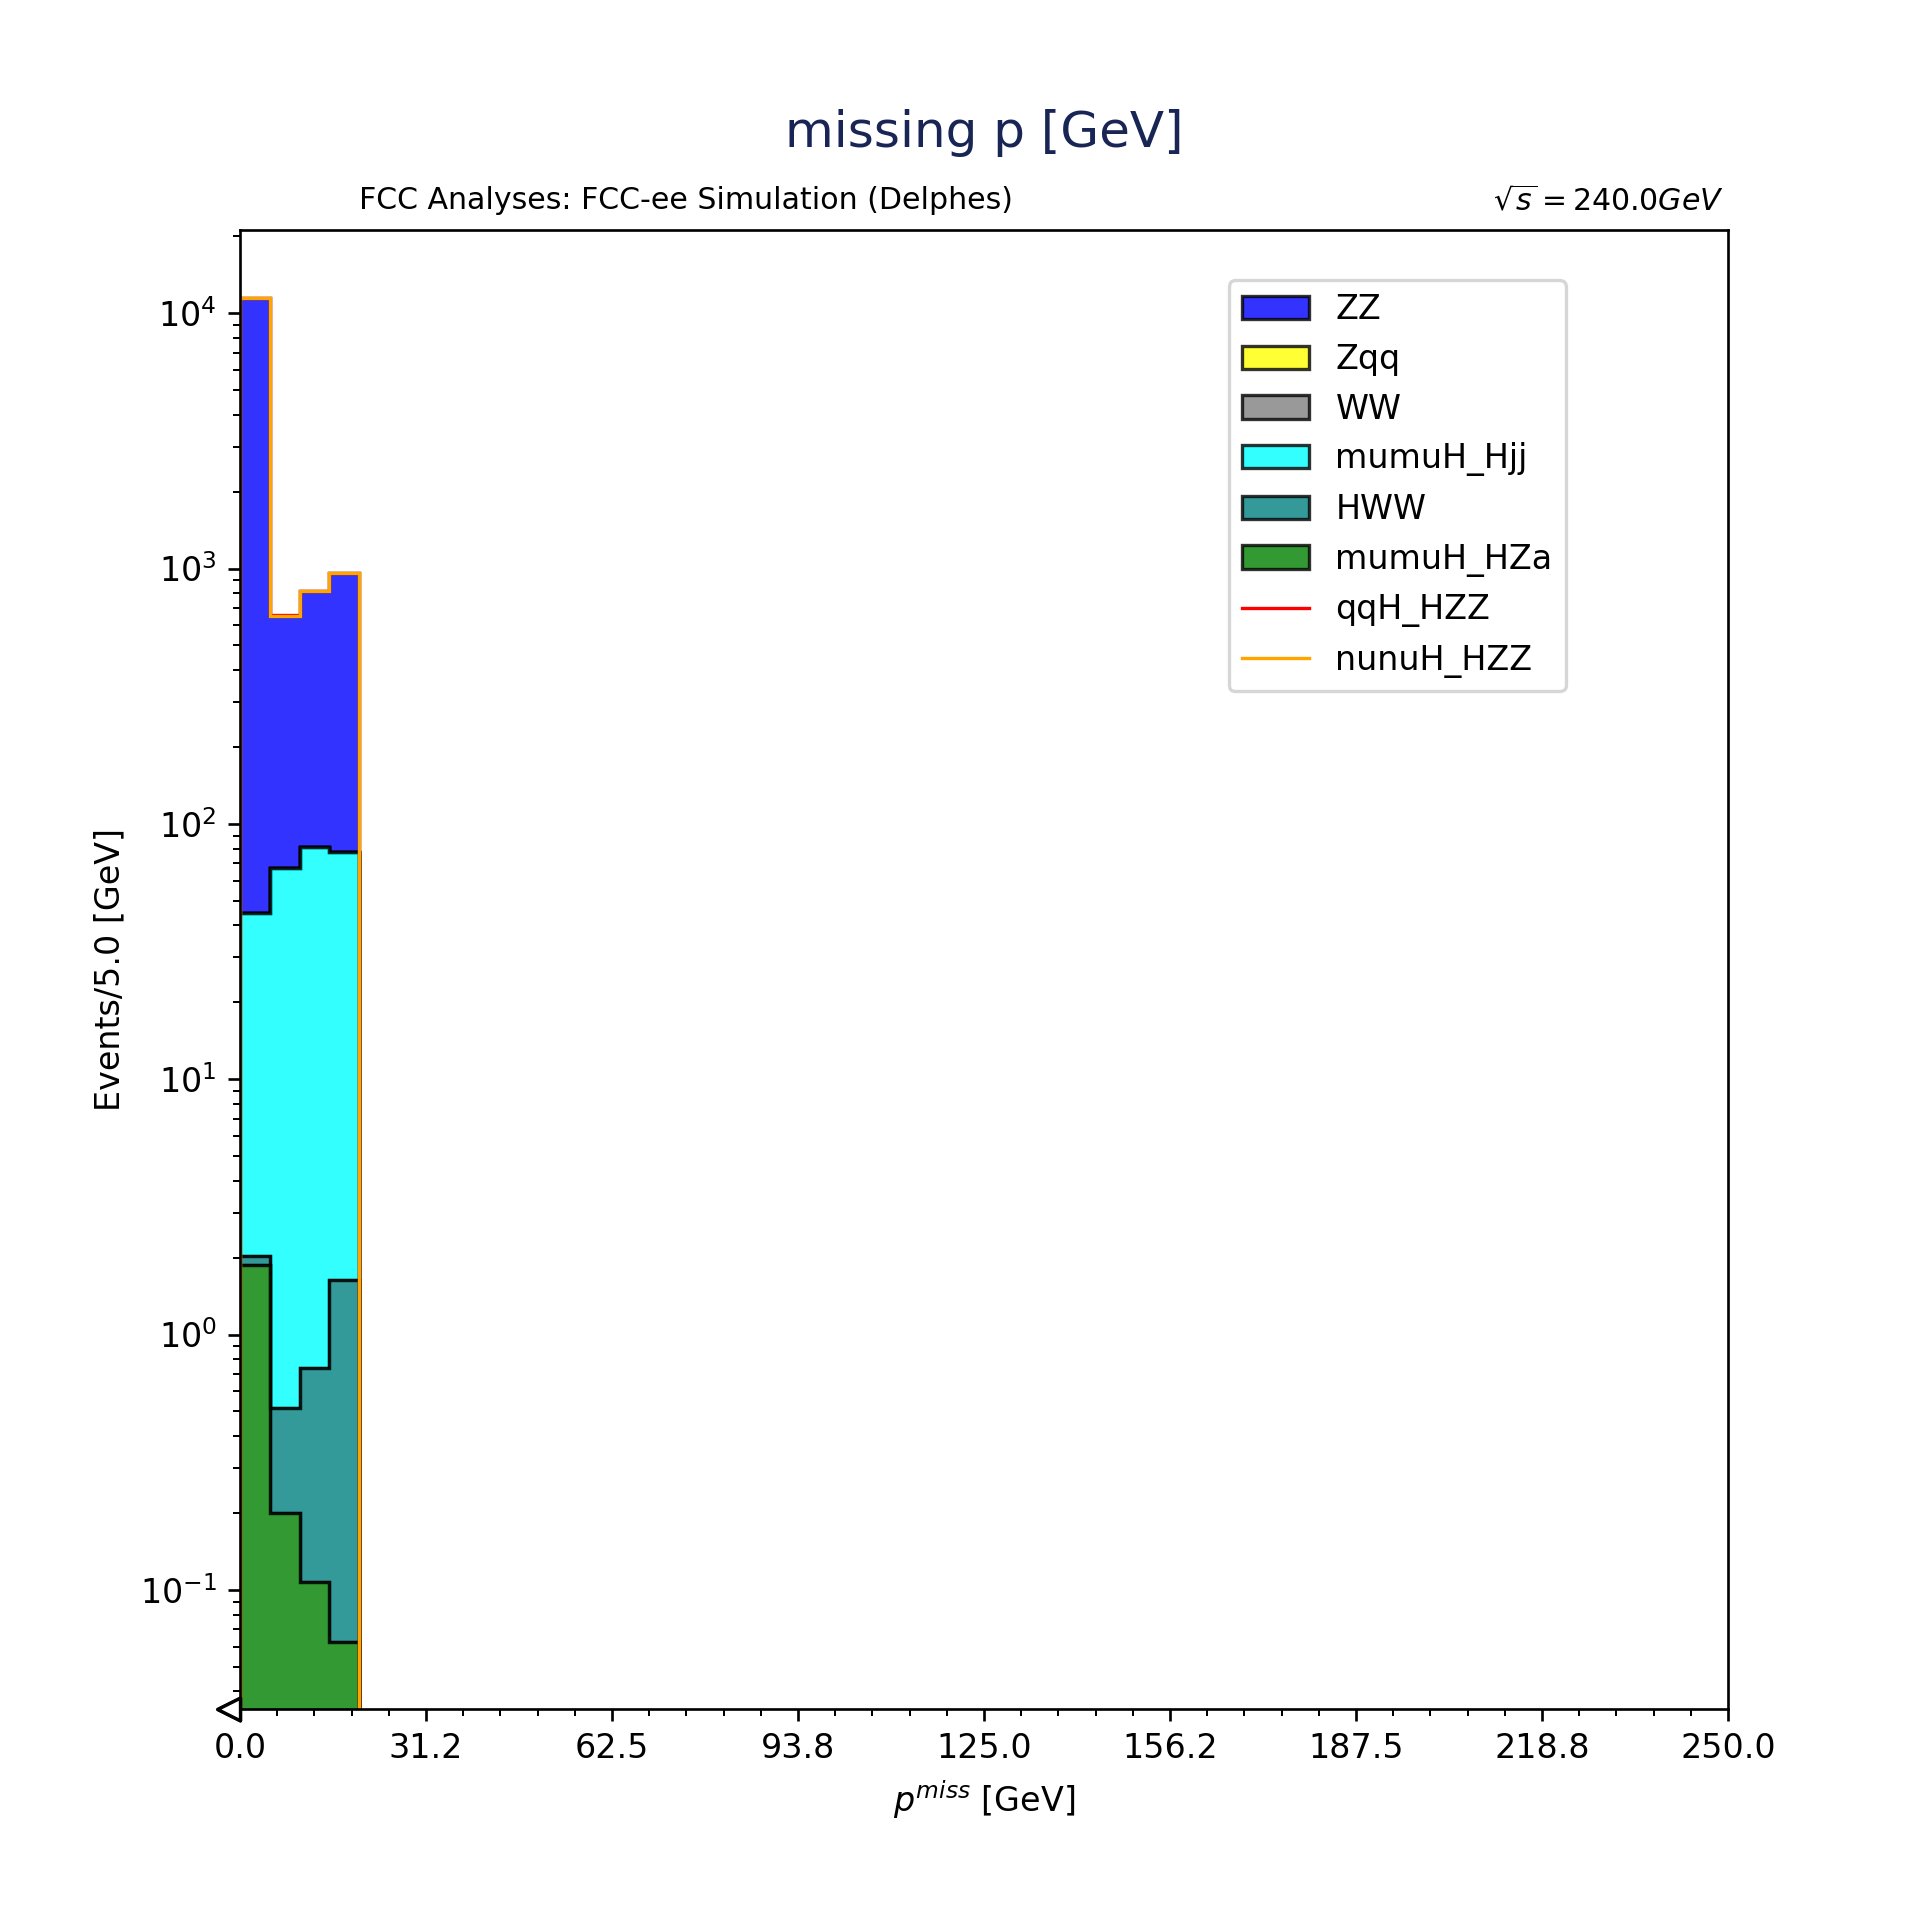 missing p [GeV]
FCC Analyses: FCC-ee Simulation (Delphes)
√s = 240.0GeV
ZZ
Zqq
WW
mumuH_Hjj
HWW
mumuH_HZa
qqH_HZZ
nunuH_HZZ
10⁴
10³
10²
10¹
10⁰
10⁻¹
Events/5.0 [GeV]
0.0 31.2 62.5 93.8 125.0 156.2 187.5 218.8 250.0
pᵐⁱˢˢ [GeV]